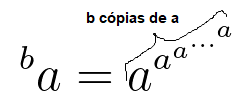 b cópias de a
ᵇa = a^a^a^⋯^a